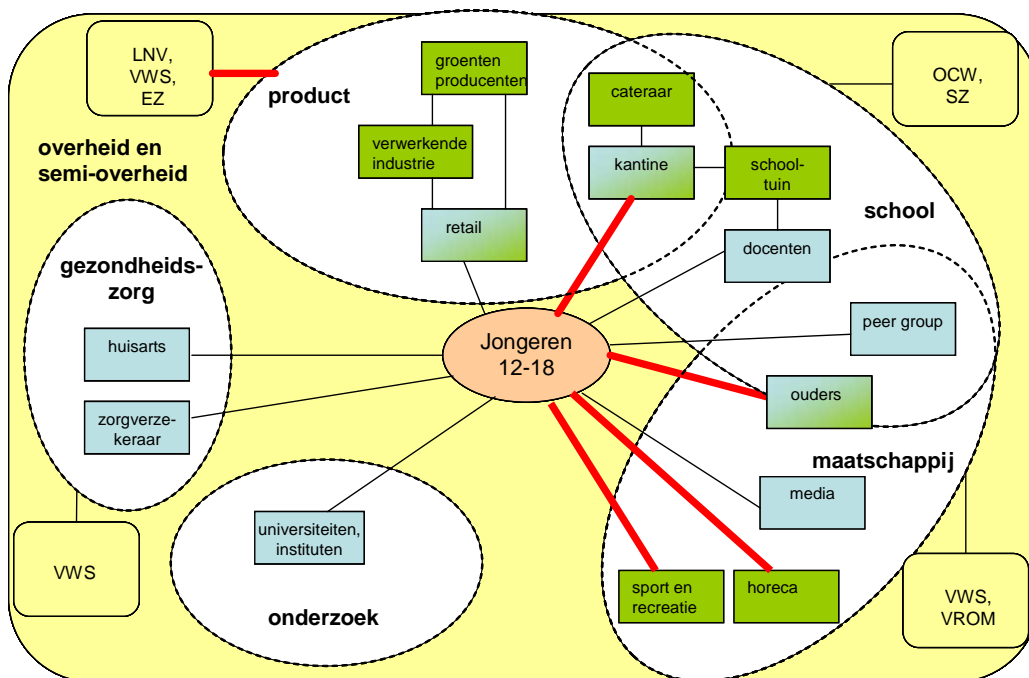 LNV,
VWS,
EZ
product
groenten
producenten
cateraar
OCW,
SZ
overheid en
semi-overheid
verwerkende
industrie
kantine
school-
tuin
school
retail
docenten
gezondheids-
zorg
huisarts
Jongeren
12-18
peer group
zorgverze-
keraar
ouders
maatschappij
media
universiteiten,
instituten
VWS
sport en
recreatie
horeca
VWS,
VROM
onderzoek